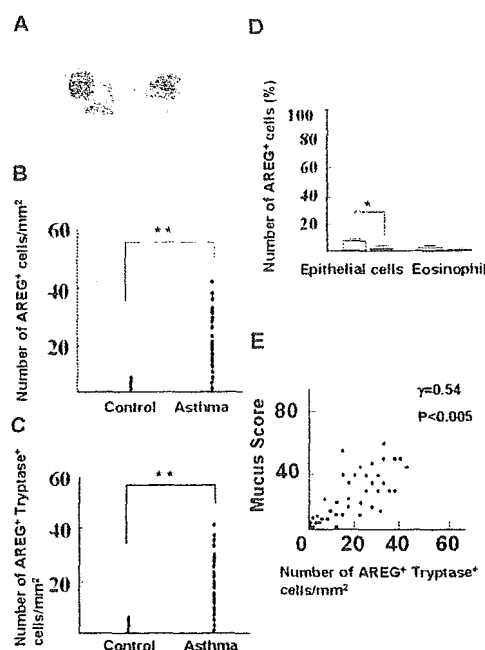 A
B
Number of AREG⁺ cells/mm²
60
40
20
**
Control Asthma
C
Number of AREG⁺ Tryptase⁺
cells/mm²
60
40
20
**
Control Asthma
D
Number of AREG⁺ cells (%)
100
80
60
40
20
*
Epithelial cells Eosinophil
E
Mucus Score
80
40
γ=0.54
P<0.005
0 20 40 60
Number of AREG⁺ Tryptase⁺
cells/mm²